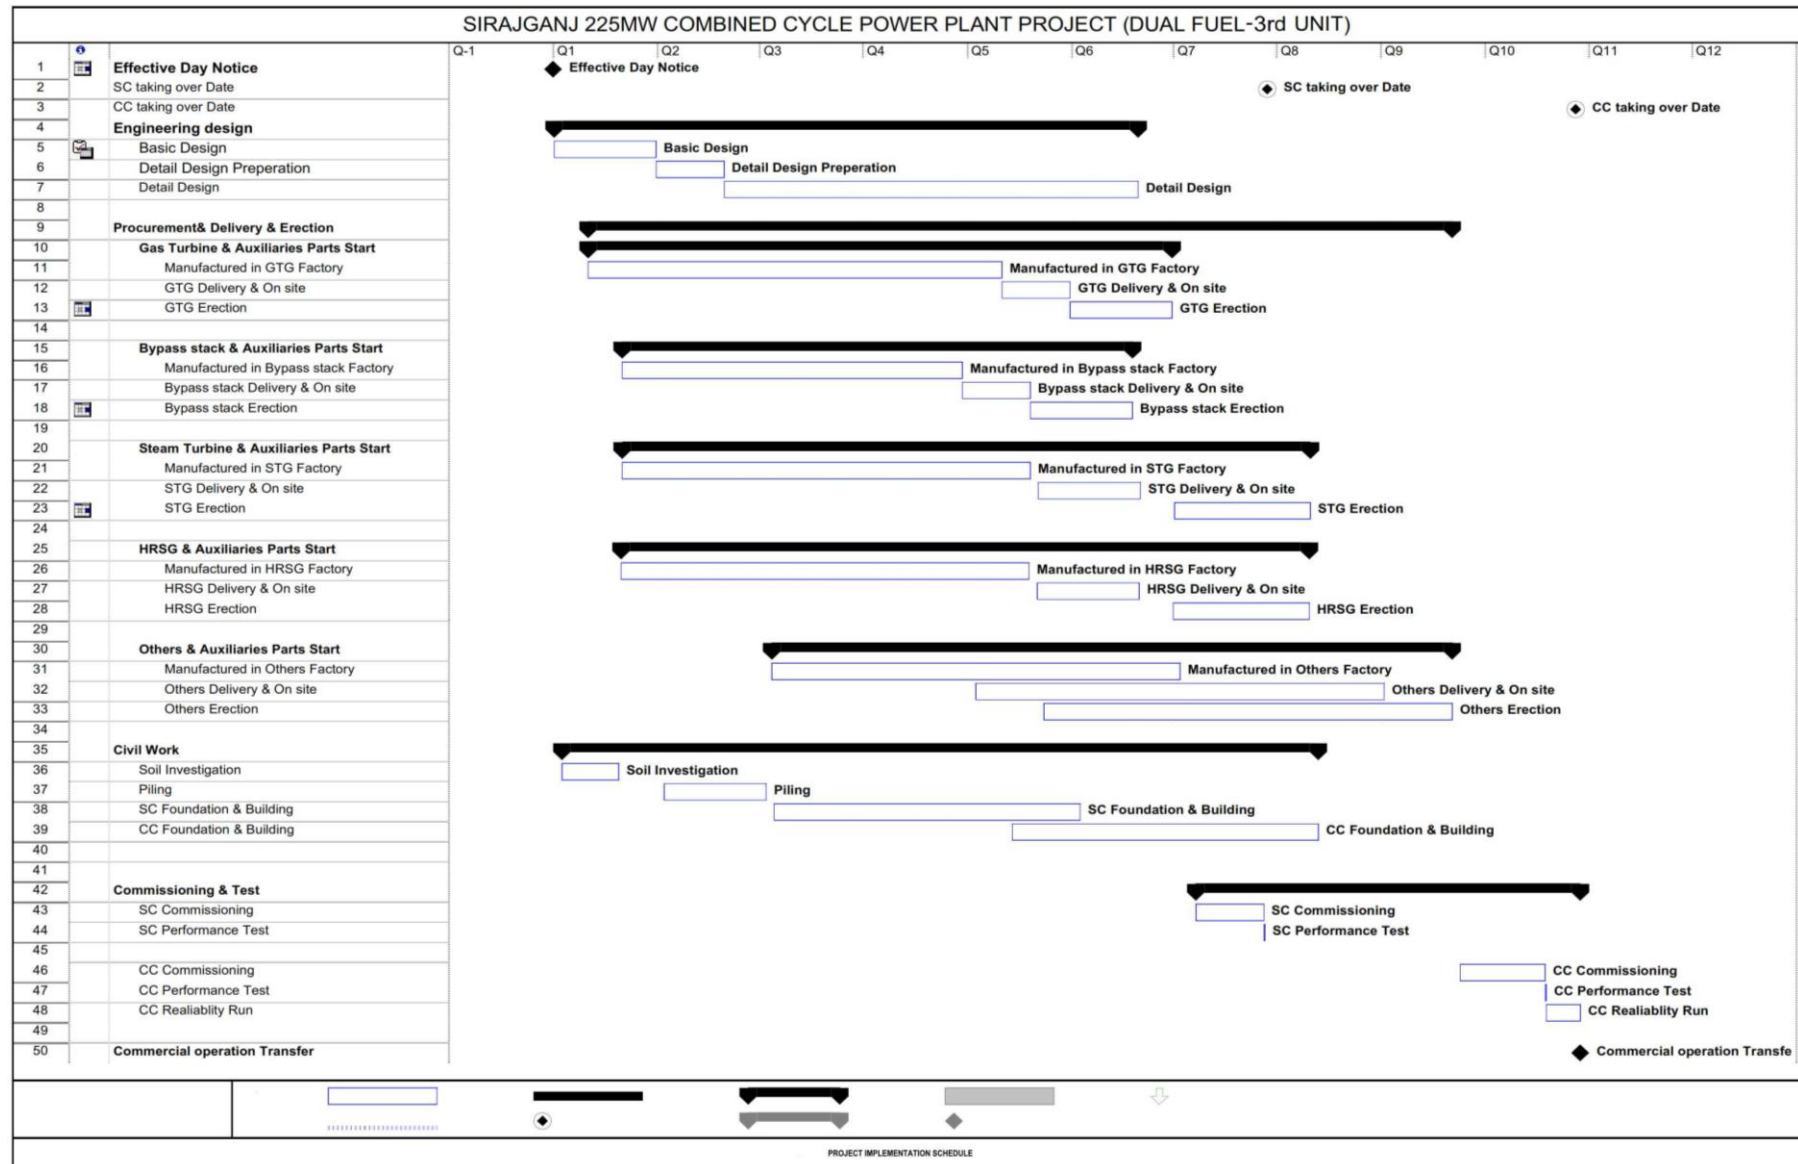 SIRAJGANJ 225MW COMBINED CYCLE POWER PLANT PROJECT (DUAL FUEL-3rd UNIT)
Q-1 Q1 Q2 Q3 Q4 Q5 Q6 Q7 Q8 Q9 Q10 Q11 Q12
1 Effective Day Notice Effective Day Notice
2 SC taking over Date SC taking over Date
3 CC taking over Date CC taking over Date
4 Engineering design
5 Basic Design Basic Design
6 Detail Design Preperation Detail Design Preperation
7 Detail Design Detail Design
8
9 Procurement& Delivery & Erection
10 Gas Turbine & Auxiliaries Parts Start
11 Manufactured in GTG Factory Manufactured in GTG Factory
12 GTG Delivery & On site GTG Delivery & On site
13 GTG Erection GTG Erection
14
15 Bypass stack & Auxiliaries Parts Start
16 Manufactured in Bypass stack Factory Manufactured in Bypass stack Factory
17 Bypass stack Delivery & On site Bypass stack Delivery & On site
18 Bypass stack Erection Bypass stack Erection
19
20 Steam Turbine & Auxiliaries Parts Start
21 Manufactured in STG Factory Manufactured in STG Factory
22 STG Delivery & On site STG Delivery & On site
23 STG Erection STG Erection
24
25 HRSG & Auxiliaries Parts Start
26 Manufactured in HRSG Factory Manufactured in HRSG Factory
27 HRSG Delivery & On site HRSG Delivery & On site
28 HRSG Erection HRSG Erection
29
30 Others & Auxiliaries Parts Start
31 Manufactured in Others Factory Manufactured in Others Factory
32 Others Delivery & On site Others Delivery & On site
33 Others Erection Others Erection
34
35 Civil Work
36 Soil Investigation Soil Investigation
37 Piling Piling
38 SC Foundation & Building SC Foundation & Building
39 CC Foundation & Building CC Foundation & Building
40
41
42 Commissioning & Test
43 SC Commissioning SC Commissioning
44 SC Performance Test SC Performance Test
45
46 CC Commissioning CC Commissioning
47 CC Performance Test CC Performance Test
48 CC Realiablity Run CC Realiablity Run
49
50 Commercial operation Transfer Commercial operation Transfe
PROJECT IMPLEMENTATION SCHEDULE